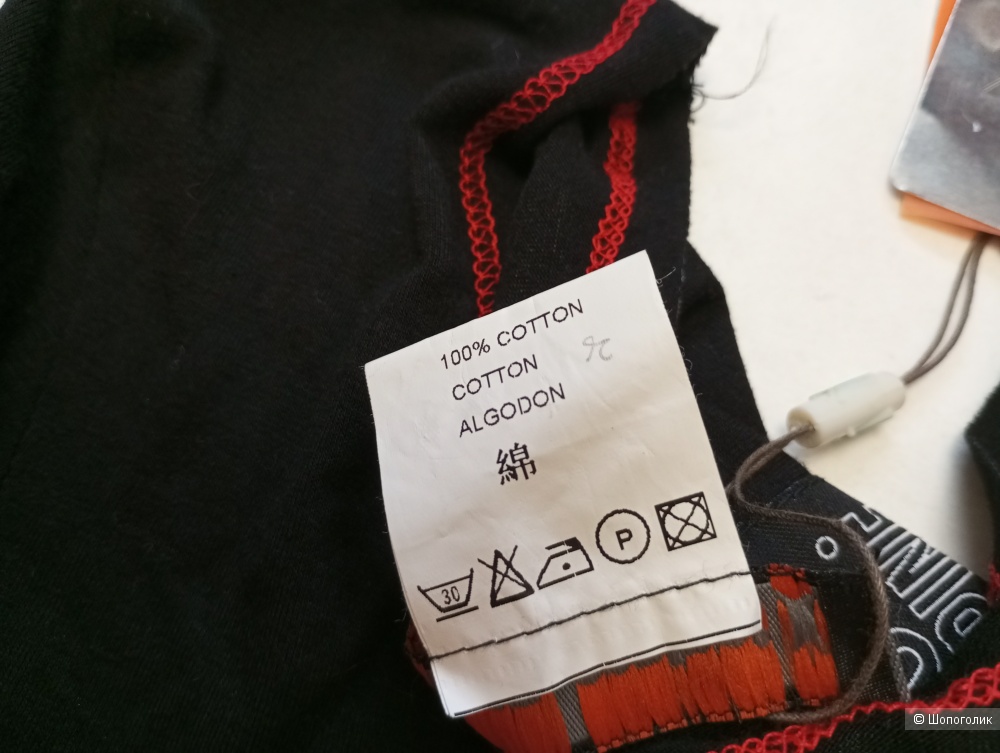 100% COTTON
COTTON
ALGODON
綿
30
P
© Шопоголик